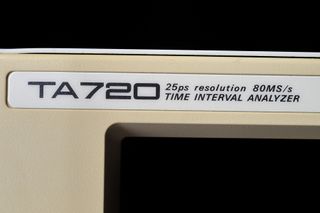 TA720
25ps resolution 80MS/s
TIME INTERVAL ANALYZER